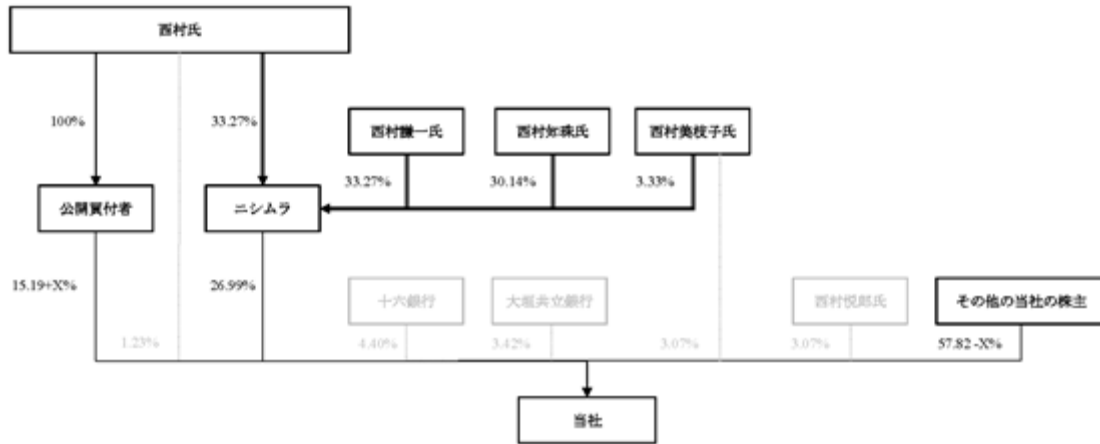 西村氏
100%
33.27%
西村謙一氏
西村知珠氏
西村美枝子氏
33.27%
30.14%
3.33%
公開買付者
ニシムラ
15.19+X%
26.99%
十六銀行
大垣共立銀行
西村悦郎氏
その他の当社の株主
1.23%
4.40%
3.42%
3.07%
3.07%
57.82 -X%
当社